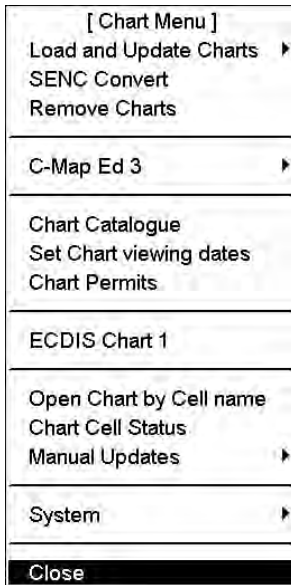 [ Chart Menu ]
Load and Update Charts
SENC Convert
Remove Charts
C-Map Ed 3
Chart Catalogue
Set Chart viewing dates
Chart Permits
ECDIS Chart 1
Open Chart by Cell name
Chart Cell Status
Manual Updates
System
Close